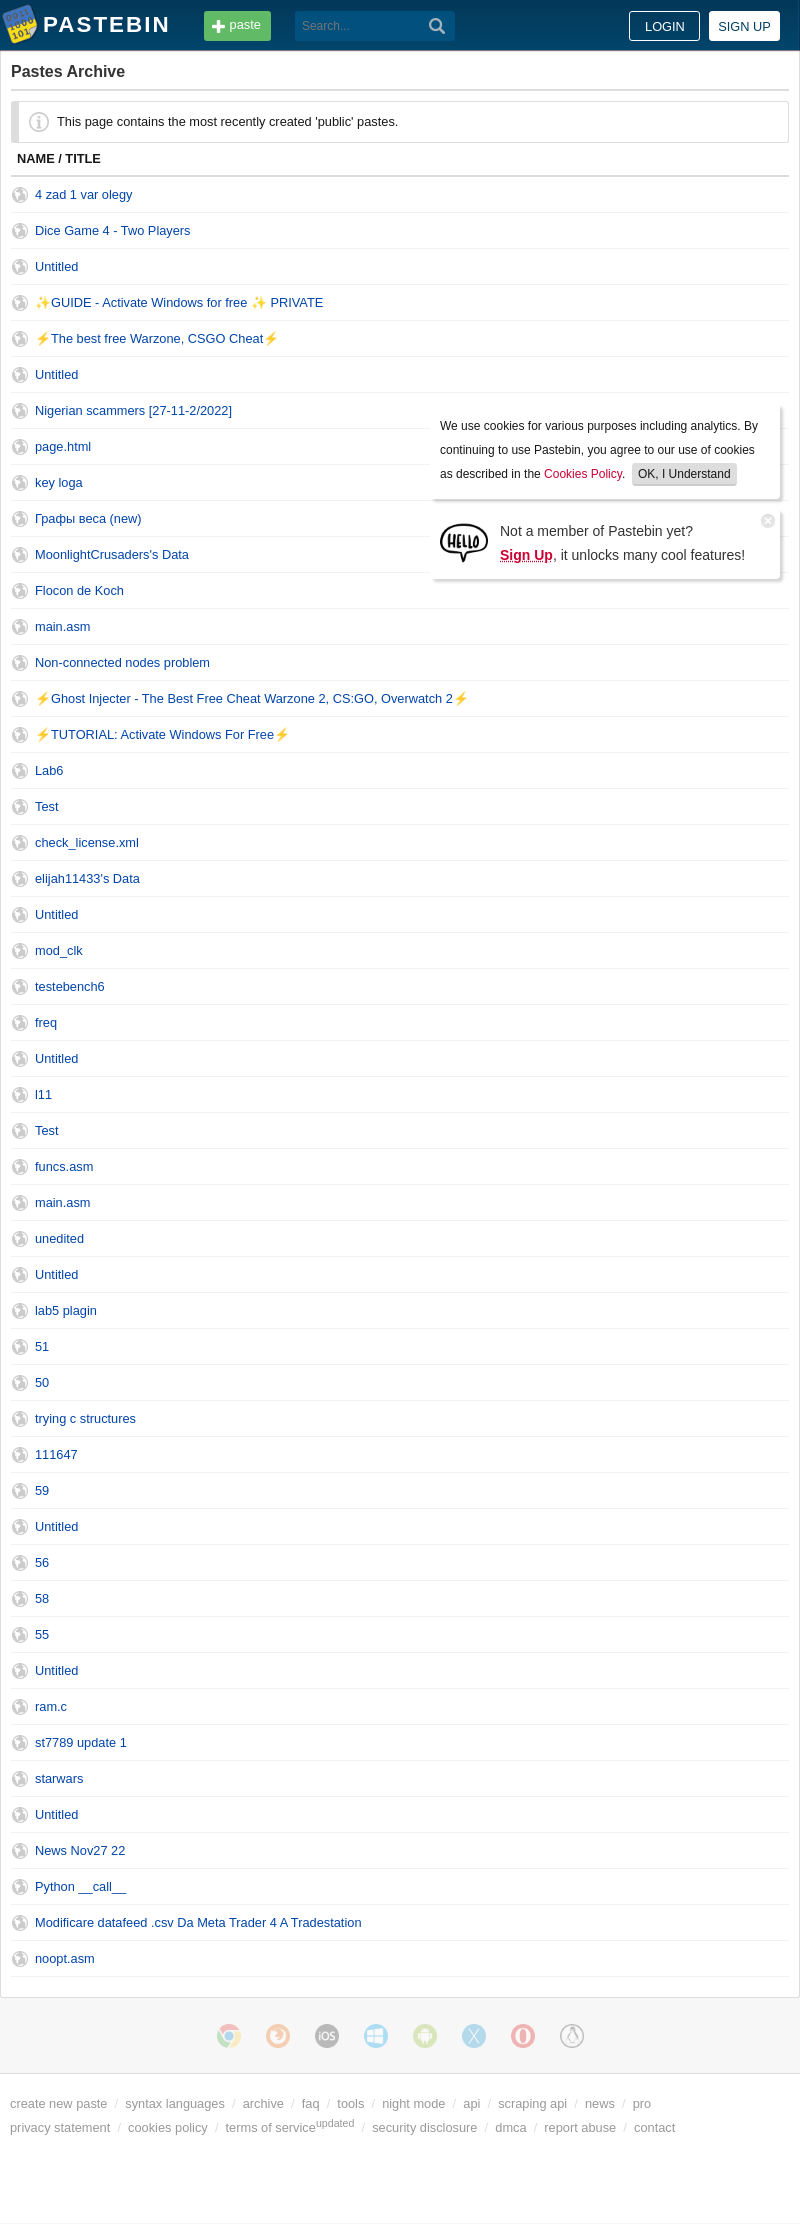 PASTEBIN
paste
Search...
LOGIN
SIGN UP
Pastes Archive
This page contains the most recently created 'public' pastes.
NAME / TITLE
4 zad 1 var olegy
Dice Game 4 - Two Players
Untitled
✨GUIDE - Activate Windows for free ✨ PRIVATE
⚡The best free Warzone, CSGO Cheat⚡
Untitled
Nigerian scammers [27-11-2/2022]
page.html
key loga
Графы веса (new)
MoonlightCrusaders's Data
We use cookies for various purposes including analytics. By
continuing to use Pastebin, you agree to our use of cookies
as described in the Cookies Policy. OK, I Understand
HELLO
Not a member of Pastebin yet?
Sign Up, it unlocks many cool features!
Flocon de Koch
main.asm
Non-connected nodes problem
⚡Ghost Injecter - The Best Free Cheat Warzone 2, CS:GO, Overwatch 2⚡
⚡TUTORIAL: Activate Windows For Free⚡
Lab6
Test
check_license.xml
elijah11433's Data
Untitled
mod_clk
testebench6
freq
Untitled
l11
Test
funcs.asm
main.asm
unedited
Untitled
lab5 plagin
51
50
trying c structures
111647
59
Untitled
56
58
55
Untitled
ram.c
st7789 update 1
starwars
Untitled
News Nov27 22
Python __call__
Modificare datafeed .csv Da Meta Trader 4 A Tradestation
noopt.asm
iOS
create new paste / syntax languages / archive / faq / tools / night mode / api / scraping api / news / pro
privacy statement / cookies policy / terms of service updated / security disclosure / dmca / report abuse / contact